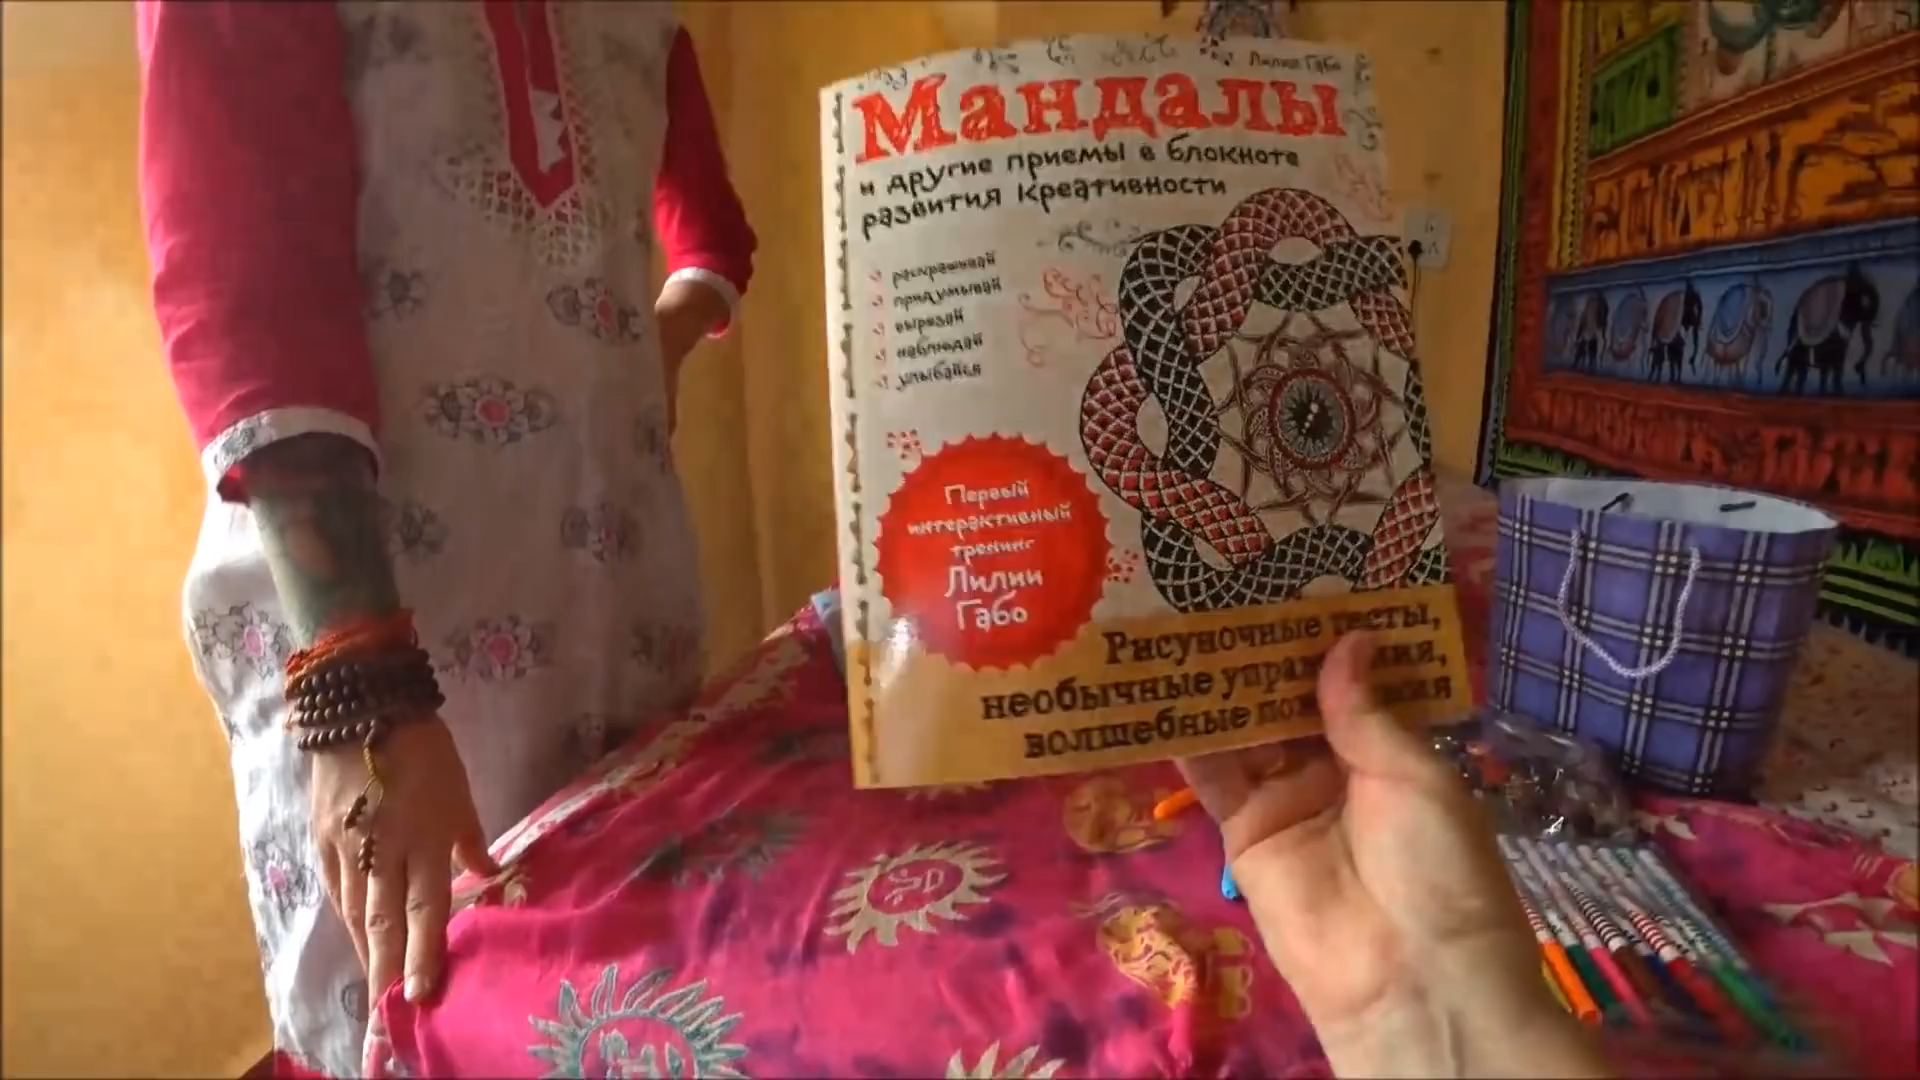 Лилия Габо
Мандалы
и другие приемы в блокноте
развития креативности
раскрашивай
придумывай
вырезай
наблюдай
улыбайся
Первый
интерактивный
тренинг
Лилии
Габо
Рисуночные тесты,
необычные
волшебные